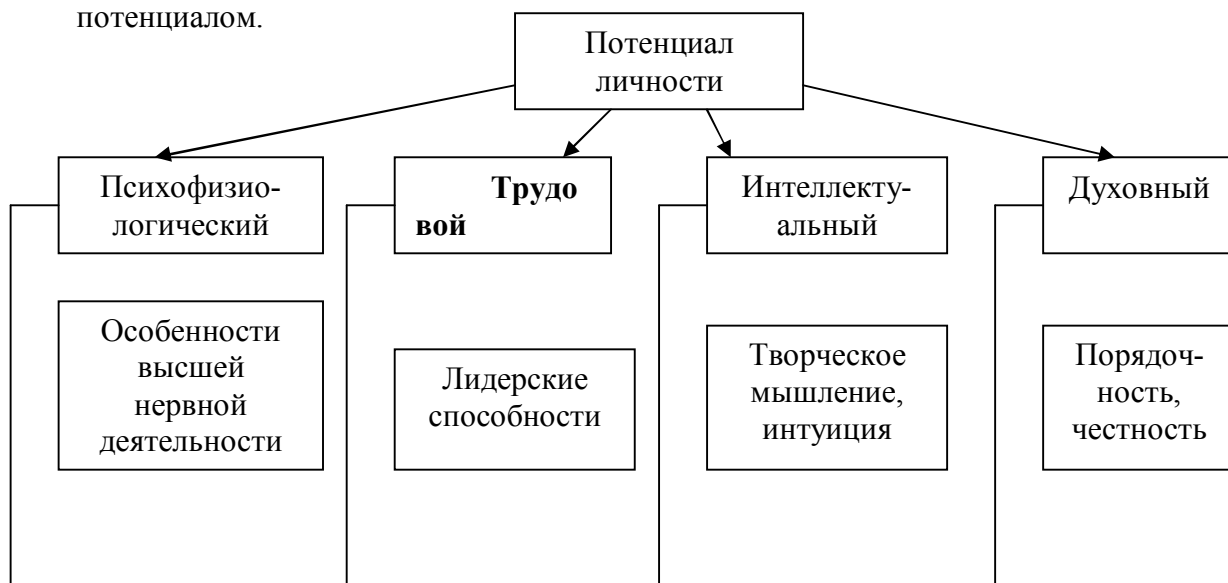 потенциалом.
Потенциал
личности
Психофизио-
логический
Трудо
вой
Интеллекту-
альный
Духовный
Особенности
высшей
нервной
деятельности
Лидерские
способности
Творческое
мышление,
интуиция
Порядоч-
ность,
честность